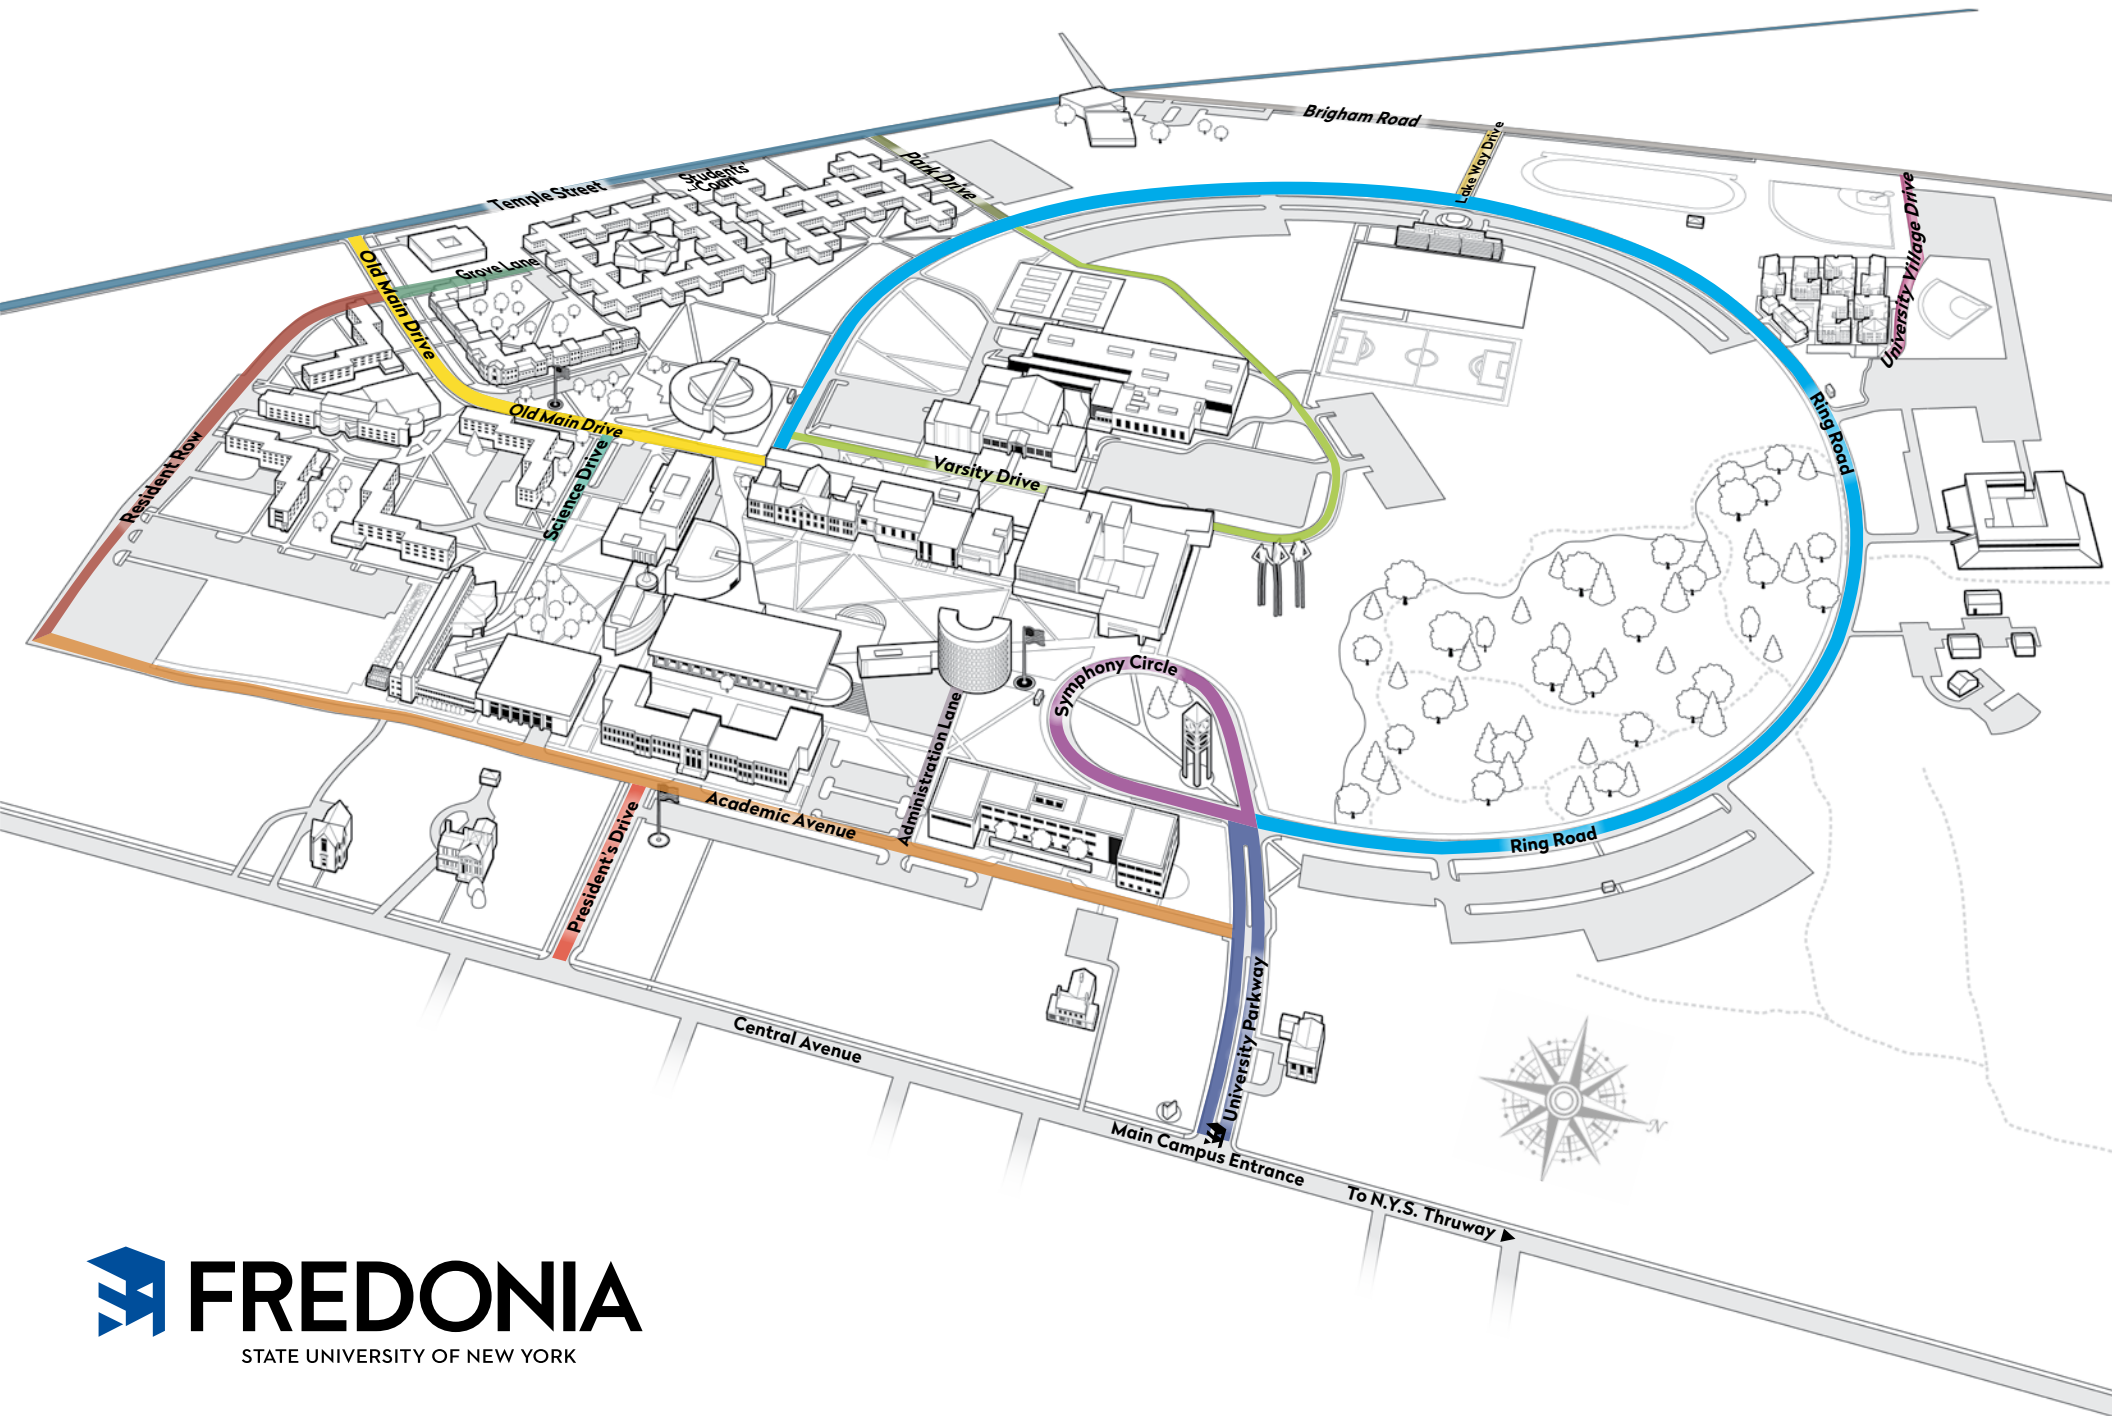 Brigham Road
Lake Way Drive
Park Drive
Students'
Court
Temple Street
University Village Drive
Old Main Drive
Grove Lane
Old Main Drive
Ring Road
Resident Row
Science Drive
Varsity Drive
Symphony Circle
Administration Lane
Academic Avenue
President's Drive
Ring Road
University Parkway
Central Avenue
Main Campus Entrance
N
To N.Y.S. Thruway ▶
FREDONIA
STATE UNIVERSITY OF NEW YORK